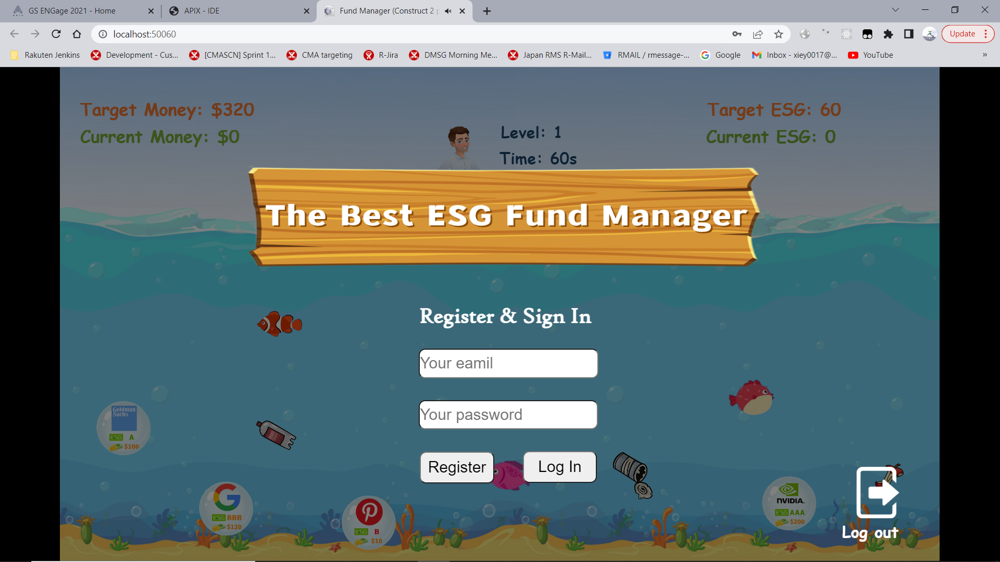 GS ENGage 2021 - Home
APIX - IDE
Fund Manager (Construct 2 p
localhost:50060
Update
Rakuten Jenkins
Development - Cus...
[CMASCN] Sprint 1...
CMA targeting
R-Jira
DMSG Morning Me...
Japan RMS R-Mail...
RMAIL / rmessage-...
Google
Inbox - xiey0017@...
YouTube
»
Target Money: $320
Current Money: $0
Level: 1
Time: 60s
Target ESG: 60
Current ESG: 0
The Best ESG Fund Manager
Register & Sign In
Your eamil
Your password
Register
Log In
Goldman
Sachs
ESG A
$100
ESG BBB
$120
ESG B
$10
NVIDIA.
ESG AAA
$200
Log out